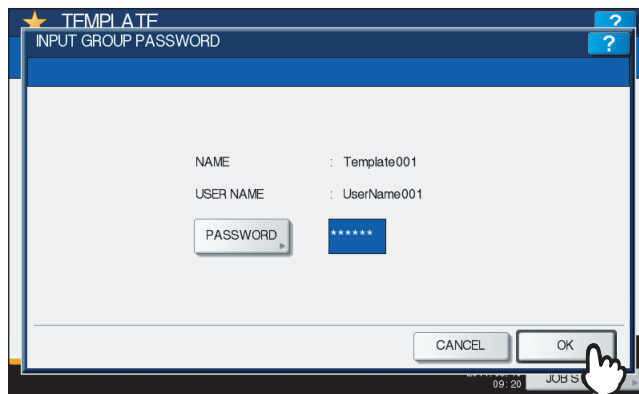 TEMPLATE ?
INPUT GROUP PASSWORD ?
NAME : Template001
USER NAME : UserName001
PASSWORD ******
CANCEL OK
JOB S
09: 20